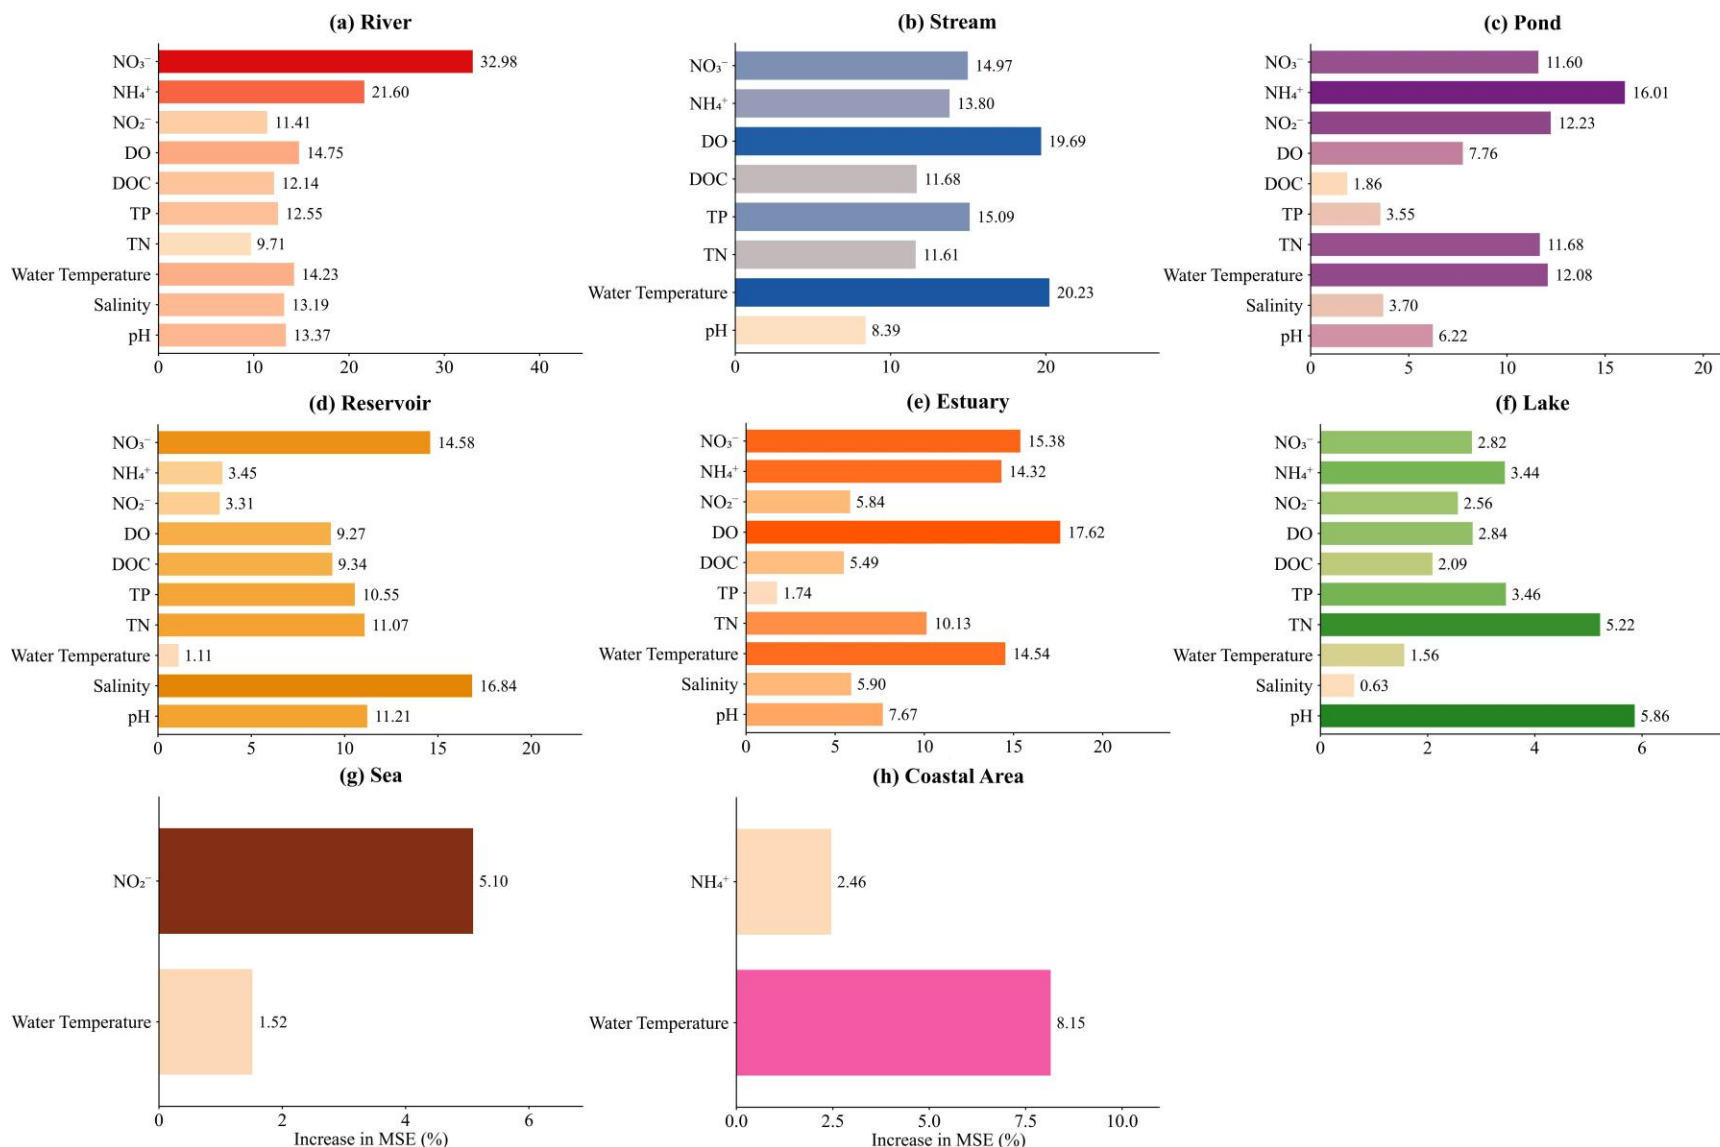 (a) River
NO₃⁻ 32.98
NH₄⁺ 21.60
NO₂⁻ 11.41
DO 14.75
DOC 12.14
TP 12.55
TN 9.71
Water Temperature 14.23
Salinity 13.19
pH 13.37
0 10 20 30 40
(b) Stream
NO₃⁻ 14.97
NH₄⁺ 13.80
DO 19.69
DOC 11.68
TP 15.09
TN 11.61
Water Temperature 20.23
pH 8.39
0 10 20
(c) Pond
NO₃⁻ 11.60
NH₄⁺ 16.01
NO₂⁻ 12.23
DO 7.76
DOC 1.86
TP 3.55
TN 11.68
Water Temperature 12.08
Salinity 3.70
pH 6.22
0 5 10 15 20
(d) Reservoir
NO₃⁻ 14.58
NH₄⁺ 3.45
NO₂⁻ 3.31
DO 9.27
DOC 9.34
TP 10.55
TN 11.07
Water Temperature 1.11
Salinity 16.84
pH 11.21
0 5 10 15 20
(e) Estuary
NO₃⁻ 15.38
NH₄⁺ 14.32
NO₂⁻ 5.84
DO 17.62
DOC 5.49
TP 1.74
TN 10.13
Water Temperature 14.54
Salinity 5.90
pH 7.67
0 5 10 15 20
(f) Lake
NO₃⁻ 2.82
NH₄⁺ 3.44
NO₂⁻ 2.56
DO 2.84
DOC 2.09
TP 3.46
TN 5.22
Water Temperature 1.56
Salinity 0.63
pH 5.86
0 2 4 6
(g) Sea
NO₂⁻ 5.10
Water Temperature 1.52
0 2 4 6
Increase in MSE (%)
(h) Coastal Area
NH₄⁺ 2.46
Water Temperature 8.15
0.0 2.5 5.0 7.5 10.0
Increase in MSE (%)